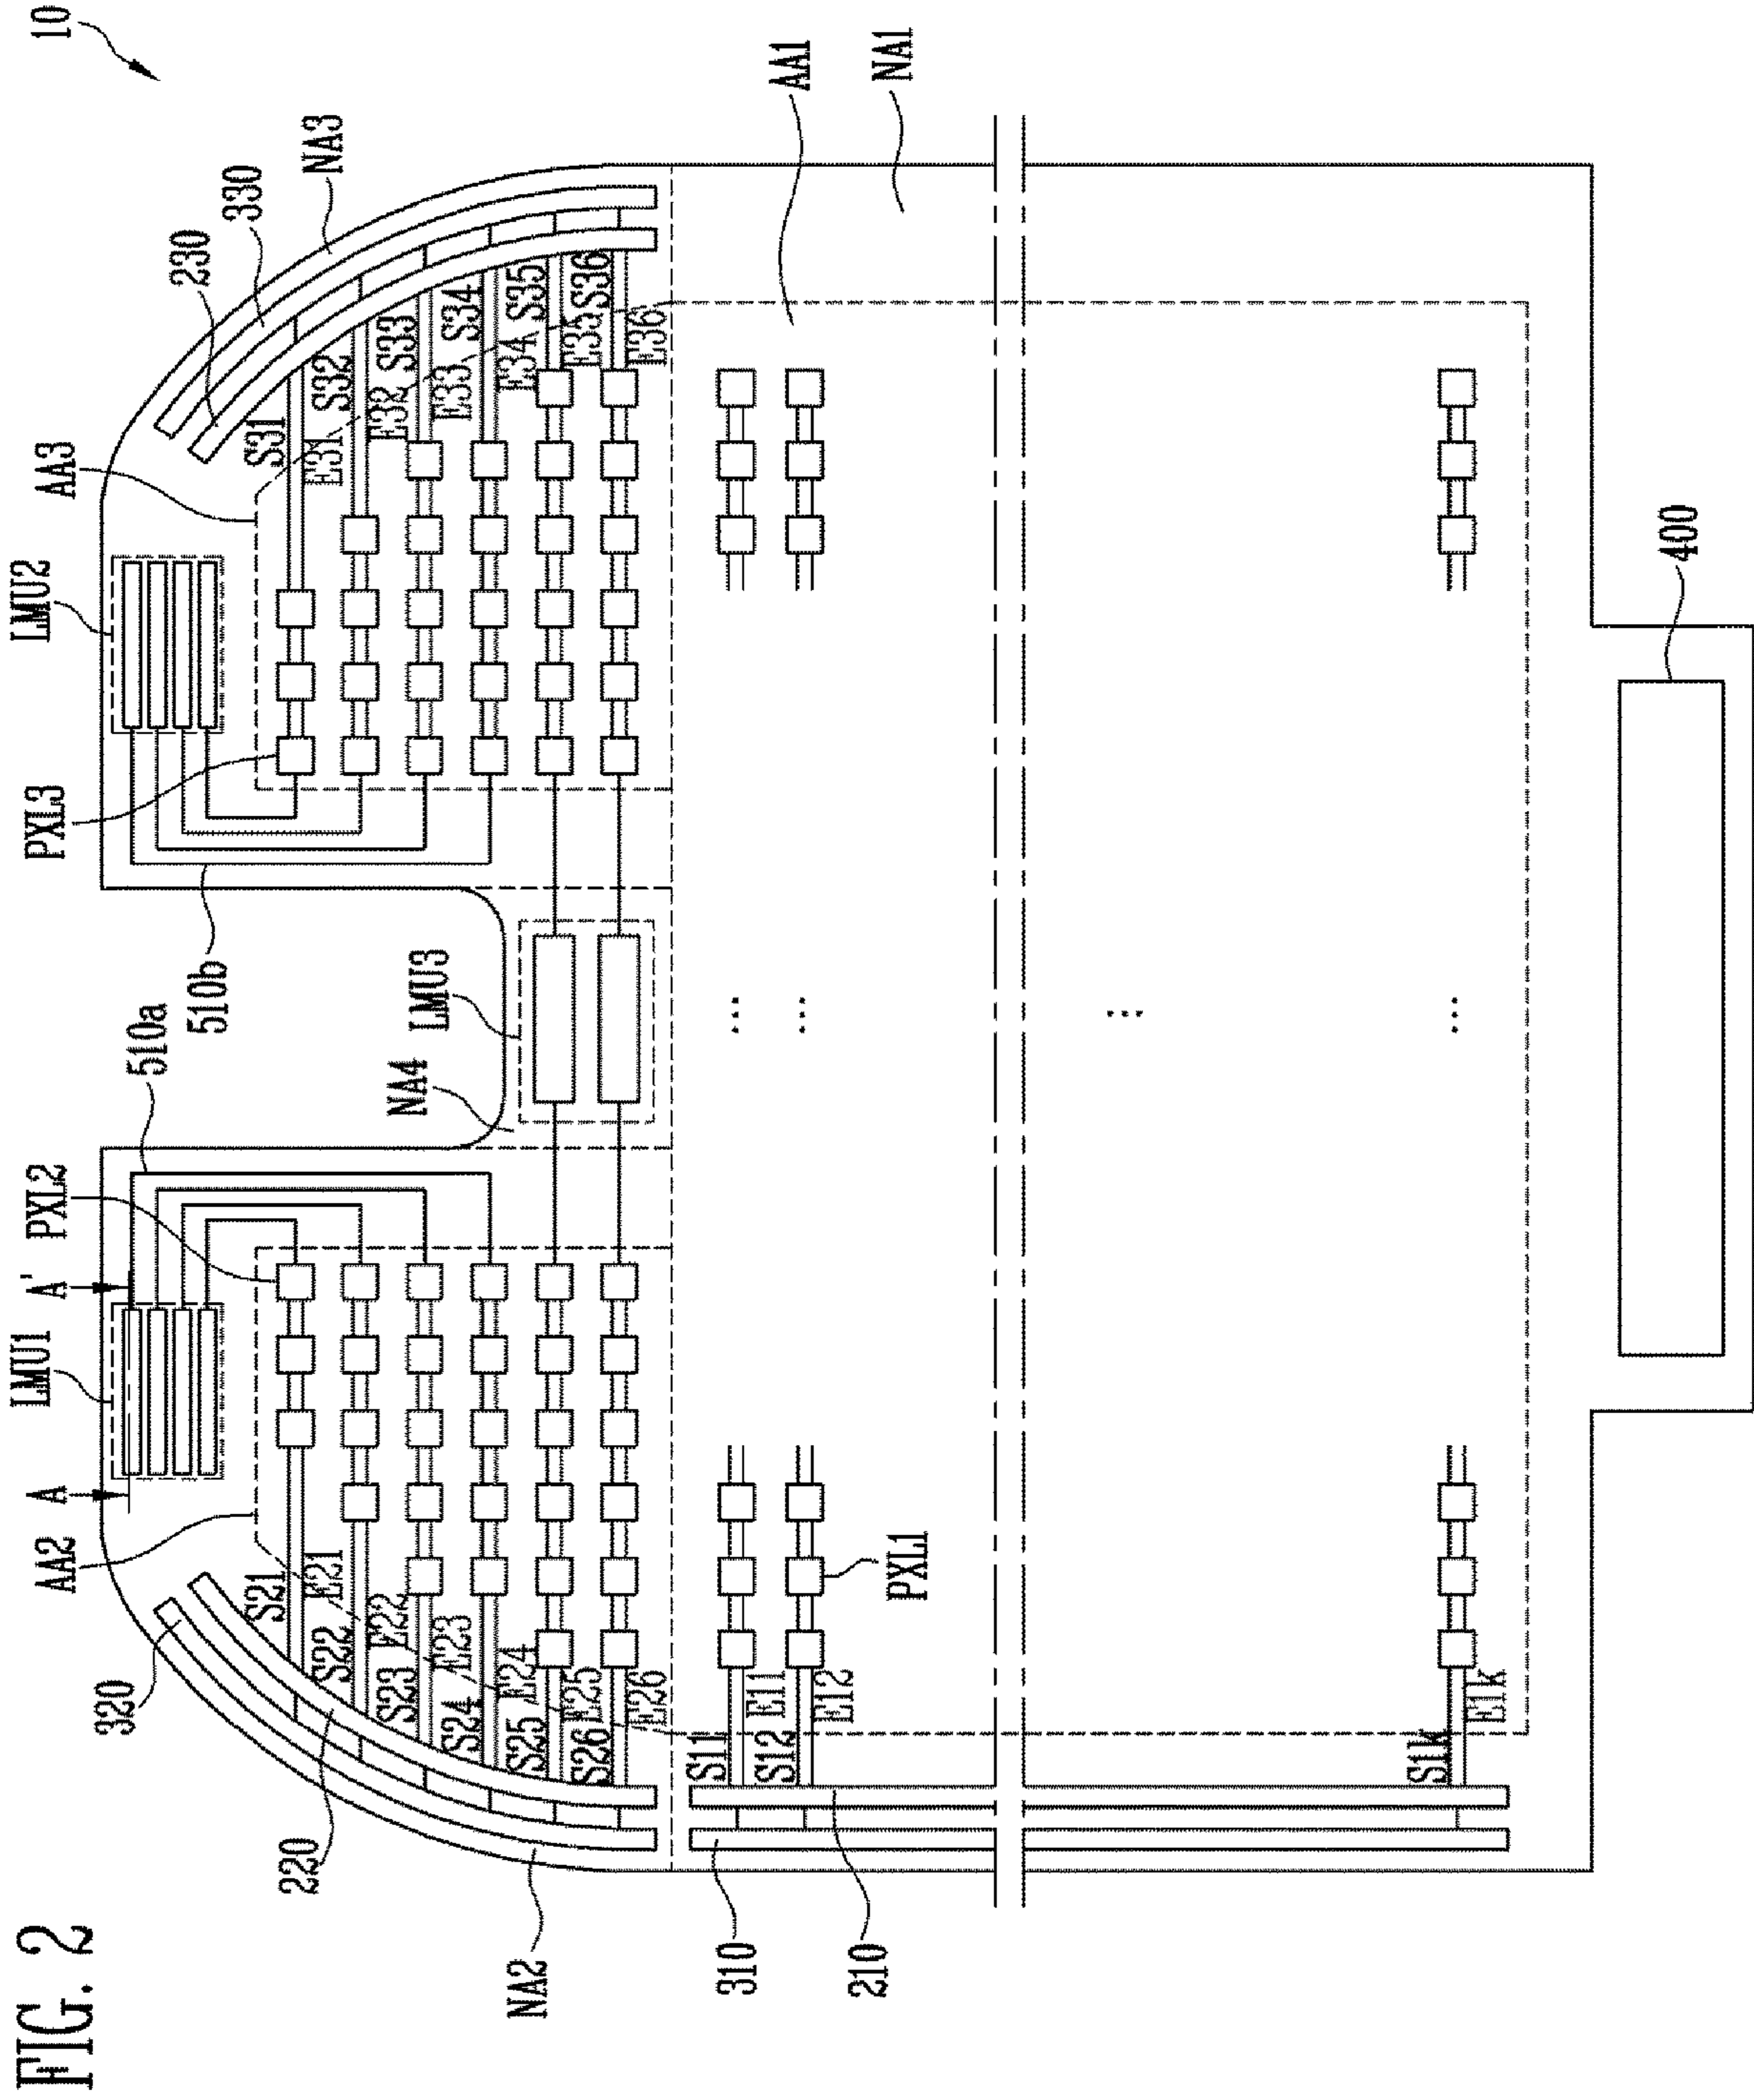 FIG. 2
10
LMU1
A
A'
PXL2
510a
510b
PXL3
LMU2
AA2
AA3
320
220
230
330
NA3
NA2
NA4
LMU3
S21
E21
S22
E22
S23
E23
S24
E24
S25
E25
S26
E26
S31
E31
S32
E32
S33
E33
S34
E34
S35
E35
S36
E36
310
210
S11
E11
S12
E12
S1k
E1k
PXL1
AA1
NA1
...
...
...
...
400